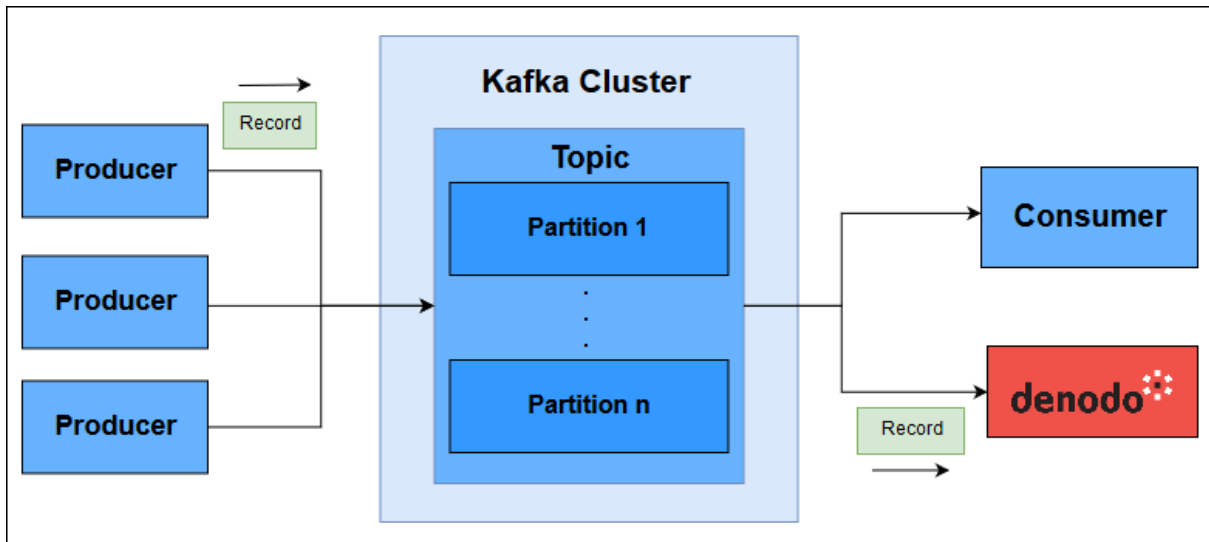 Kafka Cluster
Record
Producer
Producer
Producer
Topic
Partition 1
.
.
.
Partition n
Consumer
denodo
Record